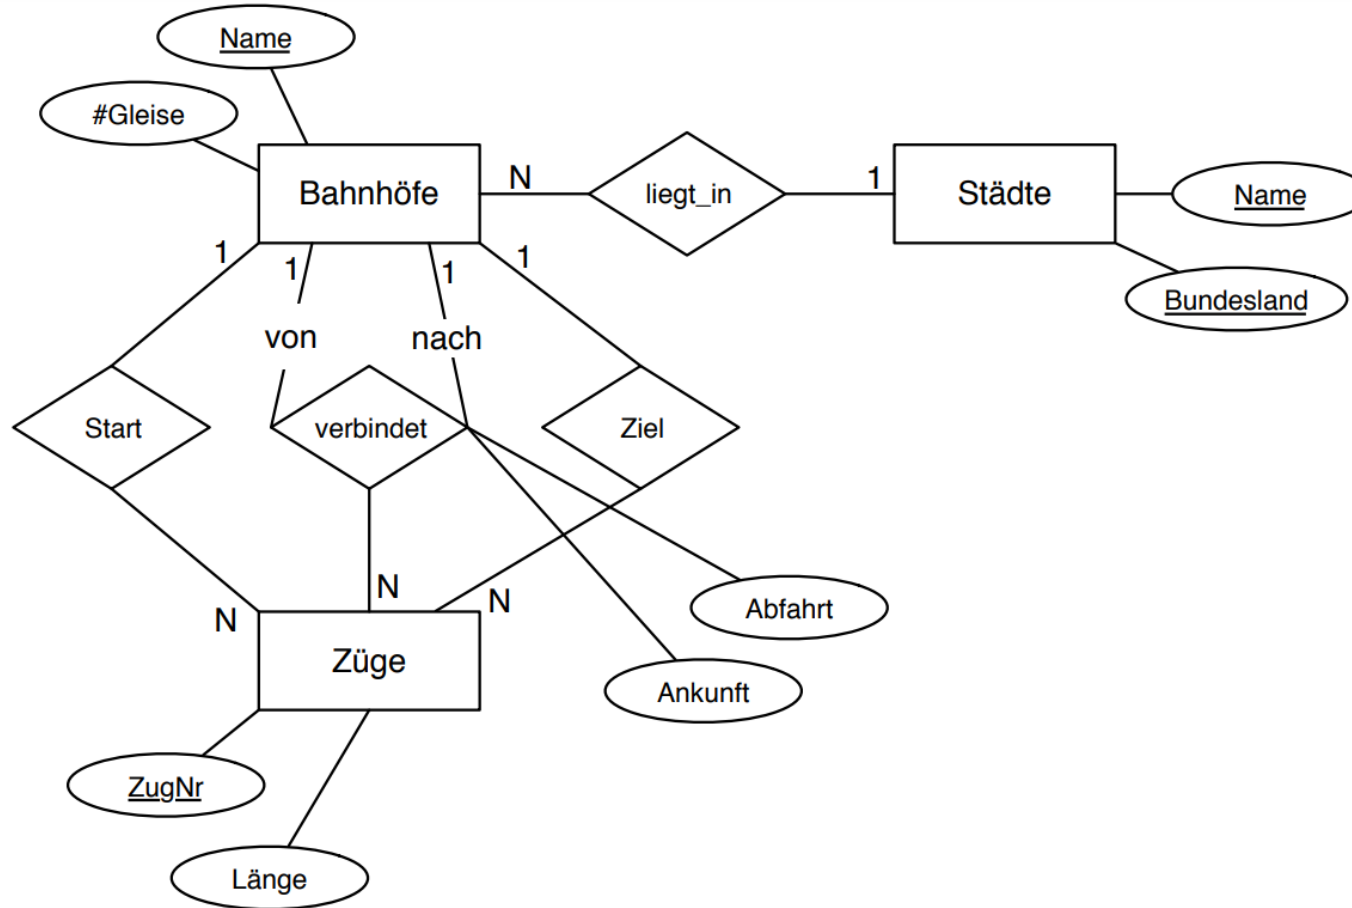 Name
#Gleise
Bahnhöfe
N
liegt_in
1
Städte
Name
Bundesland
1
1
1
1
von
nach
Start
verbindet
Ziel
N
N
N
Abfahrt
Züge
Ankunft
ZugNr
Länge